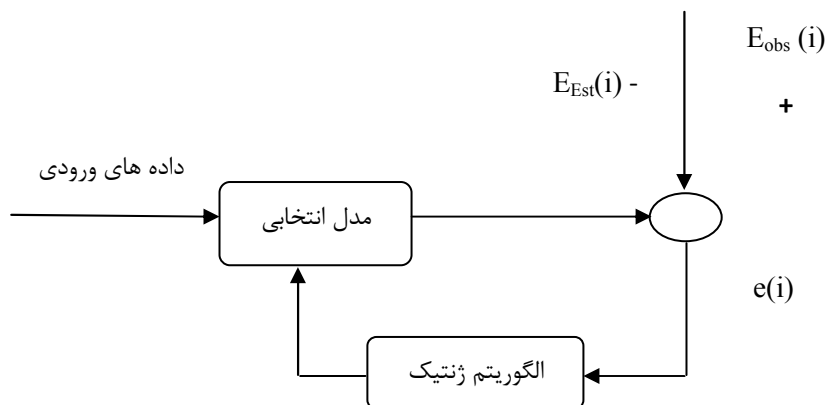 E_obs (i)
E_Est(i) -
+
داده های ورودی
مدل انتخابی
e(i)
الگوریتم ژنتیک